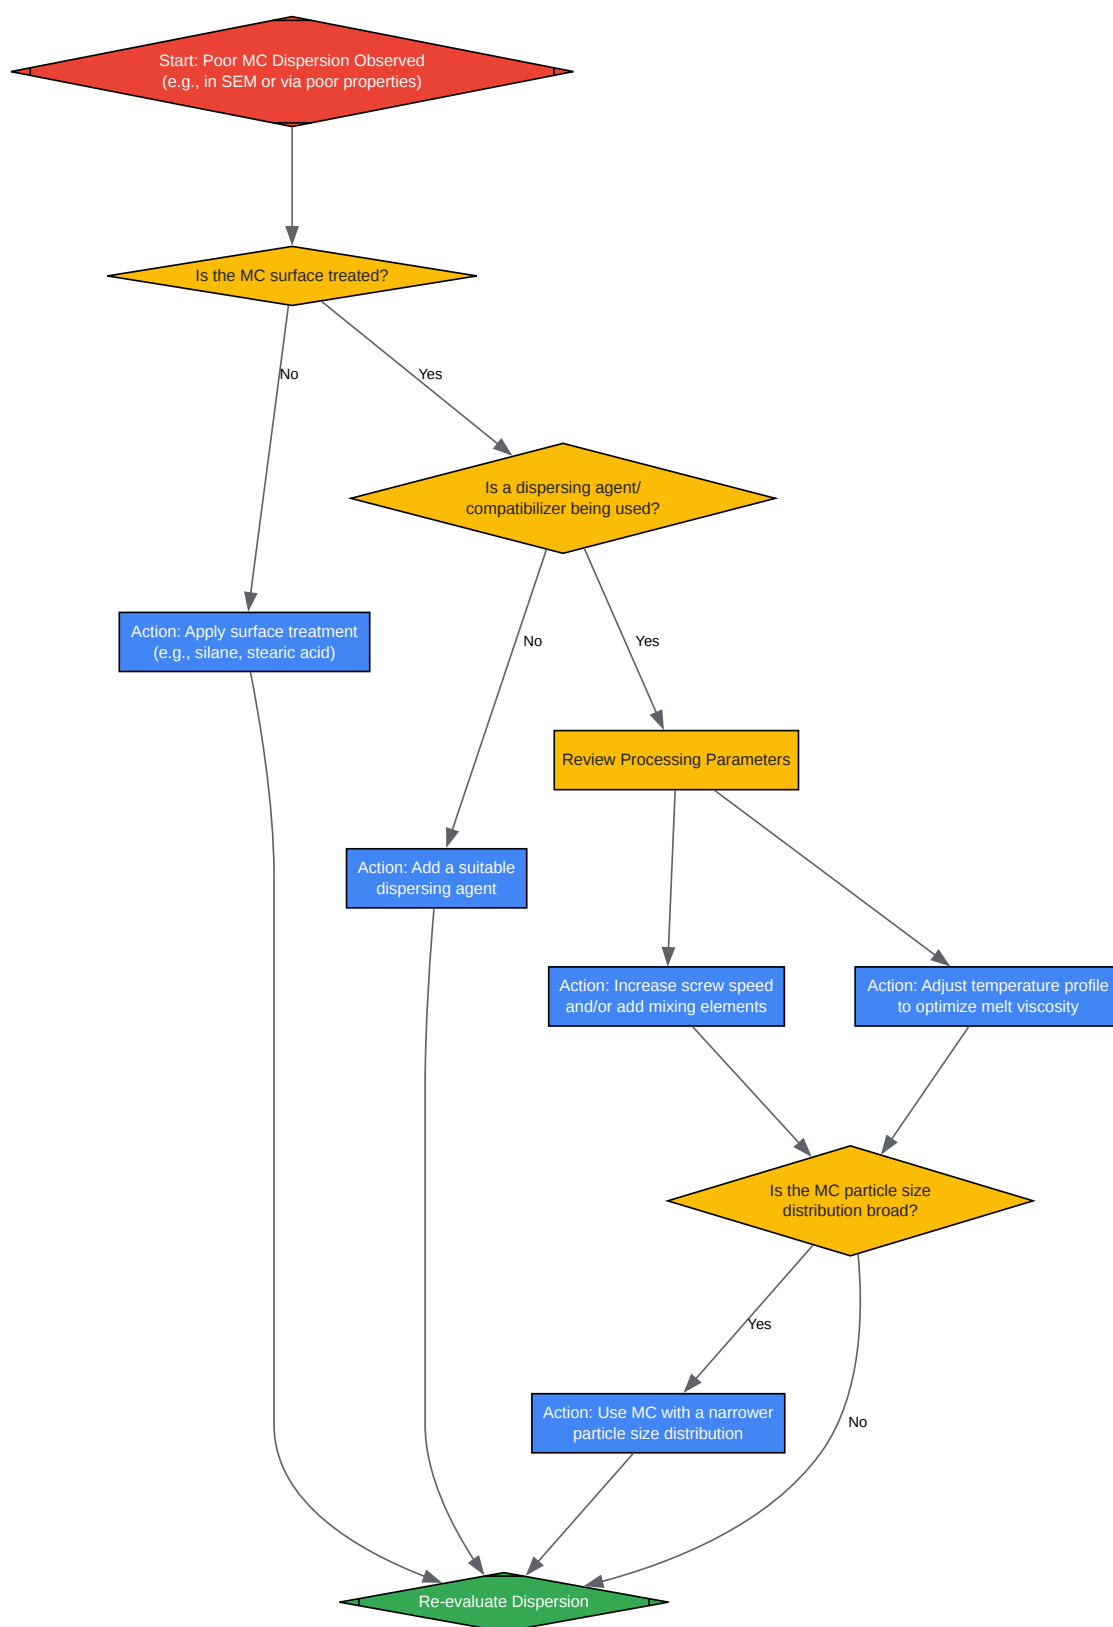 Start: Poor MC Dispersion Observed
(e.g., in SEM or via poor properties)
Is the MC surface treated?
No
Yes
Is a dispersing agent/
compatibilizer being used?
Action: Apply surface treatment
(e.g., silane, stearic acid)
No
Yes
Review Processing Parameters
Action: Add a suitable
dispersing agent
Action: Increase screw speed
and/or add mixing elements
Action: Adjust temperature profile
to optimize melt viscosity
Is the MC particle size
distribution broad?
Yes
Action: Use MC with a narrower
particle size distribution
No
Re-evaluate Dispersion